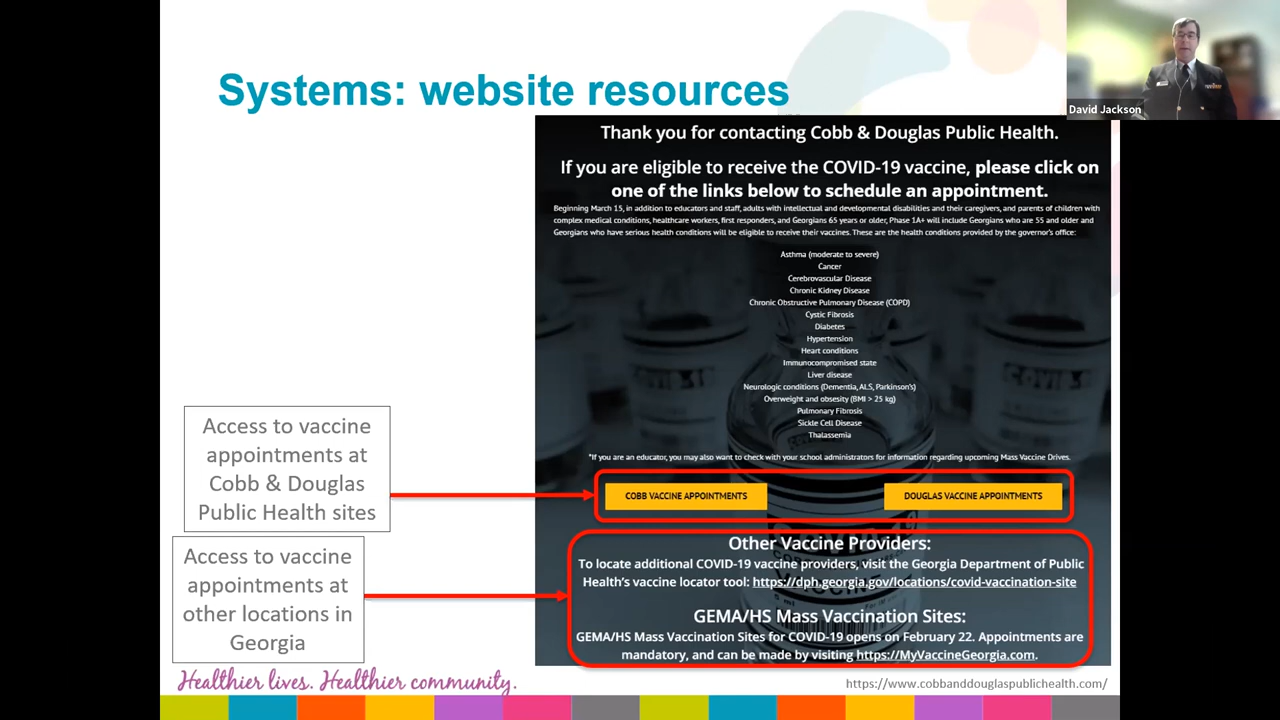 Systems: website resources
David Jackson
Thank you for contacting Cobb & Douglas Public Health.
If you are eligible to receive the COVID-19 vaccine, please click on
one of the links below to schedule an appointment.
Beginning March 15, in addition to educators and staff, adults with intellectual and developmental disabilities and their caregivers, and parents of children with
complex medical conditions, healthcare workers, first responders, and Georgians 65 years or older, Phase 1A+ will include Georgians who are 55 and older and
Georgians who have serious health conditions will be eligible to receive their vaccines. These are the health conditions provided by the governor's office:
Asthma (moderate to severe)
Cancer
Cerebrovascular Disease
Chronic Kidney Disease
Chronic Obstructive Pulmonary Disease (COPD)
Cystic Fibrosis
Diabetes
Hypertension
Heart conditions
Immunocompromised state
Liver disease
Neurologic conditions (Dementia, ALS, Parkinson's)
Overweight and obesity (BMI > 25 kg)
Pulmonary Fibrosis
Sickle Cell Disease
Thalassemia
*If you are an educator, you may also want to check with your school administrators for information regarding upcoming Mass Vaccine Drives.
COBB VACCINE APPOINTMENTS
DOUGLAS VACCINE APPOINTMENTS
Other Vaccine Providers:
To locate additional COVID-19 vaccine providers, visit the Georgia Department of Public
Health's vaccine locator tool: https://dph.georgia.gov/locations/covid-vaccination-site
GEMA/HS Mass Vaccination Sites:
GEMA/HS Mass Vaccination Sites for COVID-19 opens on February 22. Appointments are
mandatory, and can be made by visiting https://MyVaccineGeorgia.com.
Access to vaccine
appointments at
Cobb & Douglas
Public Health sites
Access to vaccine
appointments at
other locations in
Georgia
Healthier lives. Healthier community.
https://www.cobbanddouglaspublichealth.com/